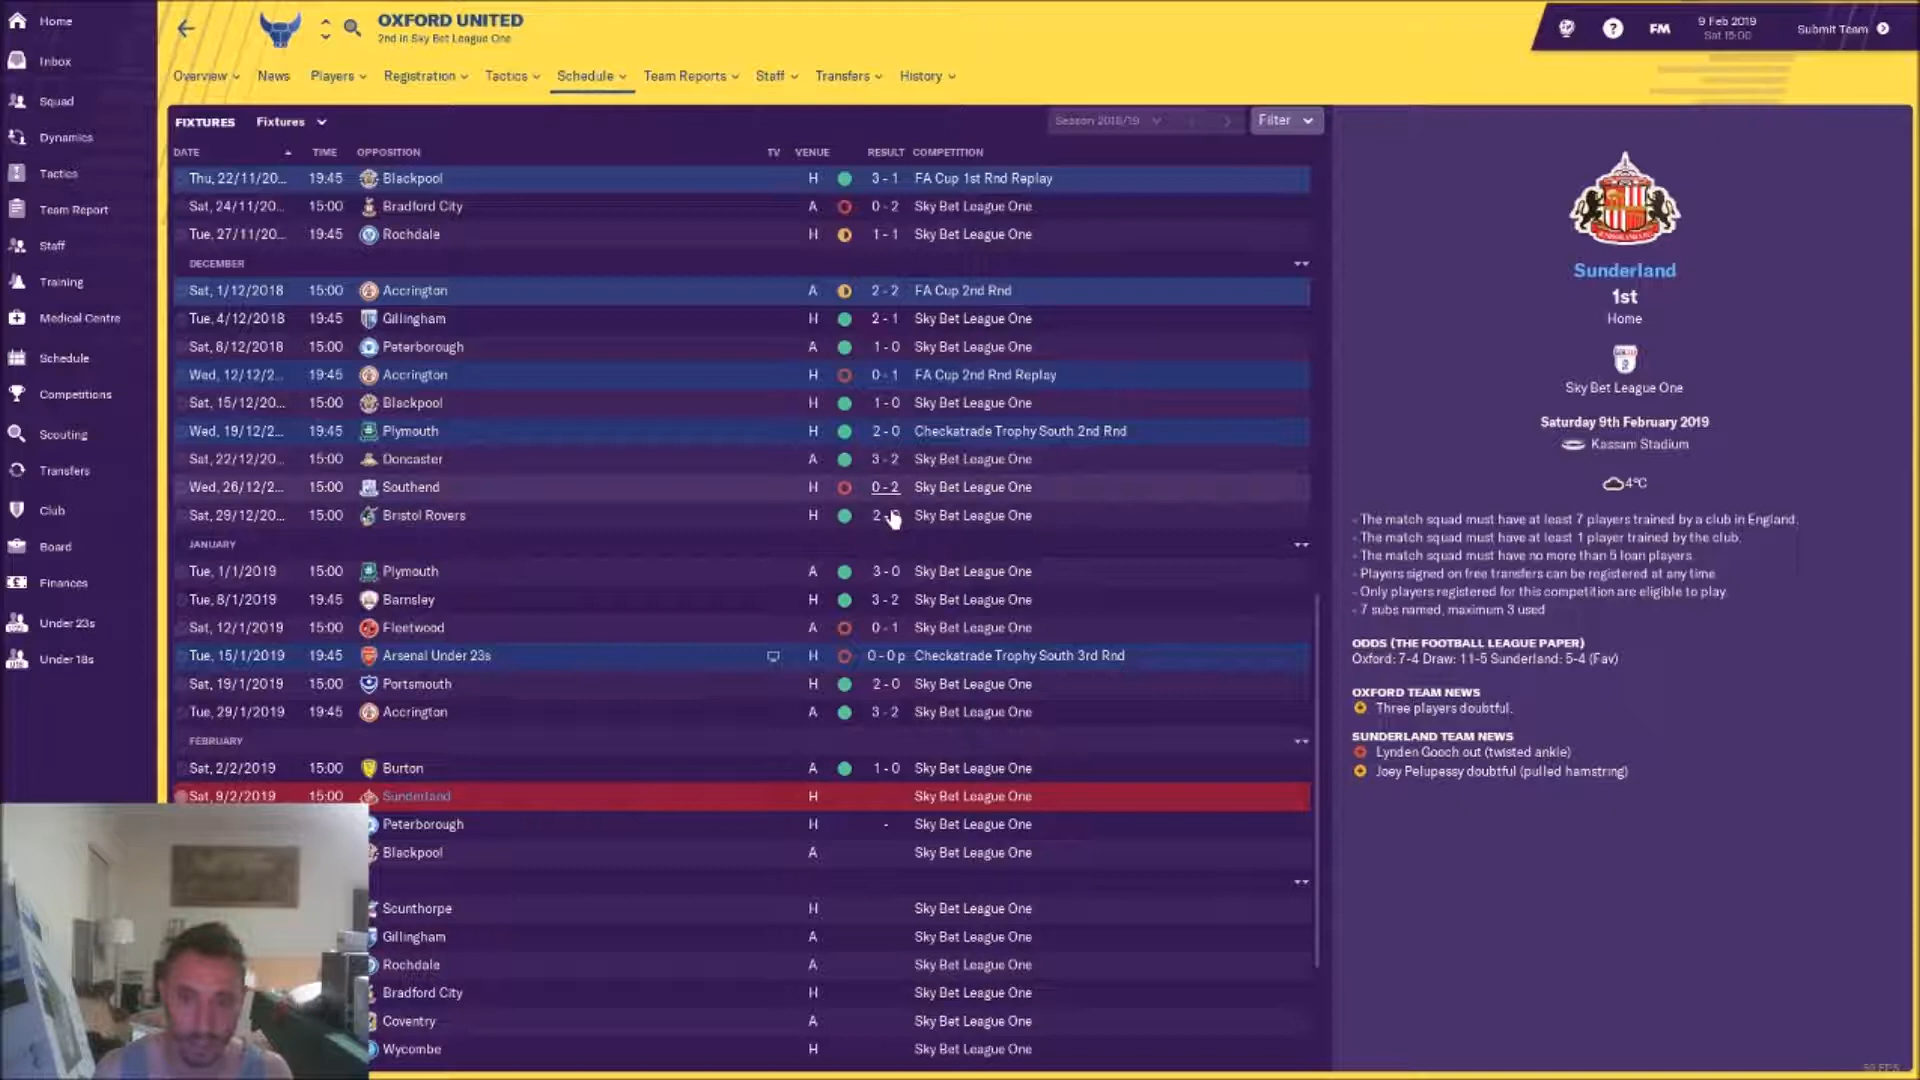 Home
Inbox
Squad
Dynamics
Tactics
Team Report
Staff
Training
Medical Centre
Schedule
Competitions
Scouting
Transfers
Club
Board
Finances
Under 23s
Under 18s
OXFORD UNITED
2nd in Sky Bet League One
FM
9 Feb 2019
Sat 15:00
Submit Team
Overview News Players Registration Tactics Schedule Team Reports Staff Transfers History
FIXTURES Fixtures Season 2018/19 Filter
DATE TIME OPPOSITION TV VENUE RESULT COMPETITION
Thu, 22/11/20... 19:45 Blackpool H 3 - 1 FA Cup 1st Rnd Replay
Sat, 24/11/20... 15:00 Bradford City A 0 - 2 Sky Bet League One
Tue, 27/11/20... 19:45 Rochdale H 1 - 1 Sky Bet League One
DECEMBER
Sat, 1/12/2018 15:00 Accrington A 2 - 2 FA Cup 2nd Rnd
Tue, 4/12/2018 19:45 Gillingham H 2 - 1 Sky Bet League One
Sat, 8/12/2018 15:00 Peterborough A 1 - 0 Sky Bet League One
Wed, 12/12/2... 19:45 Accrington H 0 - 1 FA Cup 2nd Rnd Replay
Sat, 15/12/20... 15:00 Blackpool H 1 - 0 Sky Bet League One
Wed, 19/12/2... 19:45 Plymouth H 2 - 0 Checkatrade Trophy South 2nd Rnd
Sat, 22/12/20... 15:00 Doncaster A 3 - 2 Sky Bet League One
Wed, 26/12/2... 15:00 Southend H 0 - 2 Sky Bet League One
Sat, 29/12/20... 15:00 Bristol Rovers H 2 - Sky Bet League One
JANUARY
Tue, 1/1/2019 15:00 Plymouth A 3 - 0 Sky Bet League One
Tue, 8/1/2019 19:45 Barnsley H 3 - 2 Sky Bet League One
Sat, 12/1/2019 15:00 Fleetwood A 0 - 1 Sky Bet League One
Tue, 15/1/2019 19:45 Arsenal Under 23s H 0 - 0 p Checkatrade Trophy South 3rd Rnd
Sat, 19/1/2019 15:00 Portsmouth H 2 - 0 Sky Bet League One
Tue, 29/1/2019 19:45 Accrington A 3 - 2 Sky Bet League One
FEBRUARY
Sat, 2/2/2019 15:00 Burton A 1 - 0 Sky Bet League One
Sat, 9/2/2019 15:00 Sunderland H Sky Bet League One
Peterborough H - Sky Bet League One
Blackpool A Sky Bet League One
Scunthorpe H Sky Bet League One
Gillingham A Sky Bet League One
Rochdale A Sky Bet League One
Bradford City H Sky Bet League One
Coventry A Sky Bet League One
Wycombe H Sky Bet League One
Sunderland
1st
Home
Sky Bet League One
Saturday 9th February 2019
Kassam Stadium
4°C
- The match squad must have at least 7 players trained by a club in England.
- The match squad must have at least 1 player trained by the club.
- The match squad must have no more than 5 loan players
- Players signed on free transfers can be registered at any time
- Only players registered for this competition are eligible to play
- 7 subs named, maximum 3 used
ODDS (THE FOOTBALL LEAGUE PAPER)
Oxford: 7-4 Draw: 11-5 Sunderland: 5-4 (Fav)
OXFORD TEAM NEWS
Three players doubtful.
SUNDERLAND TEAM NEWS
Lynden Gooch out (twisted ankle)
Joey Pelupessy doubtful (pulled hamstring)